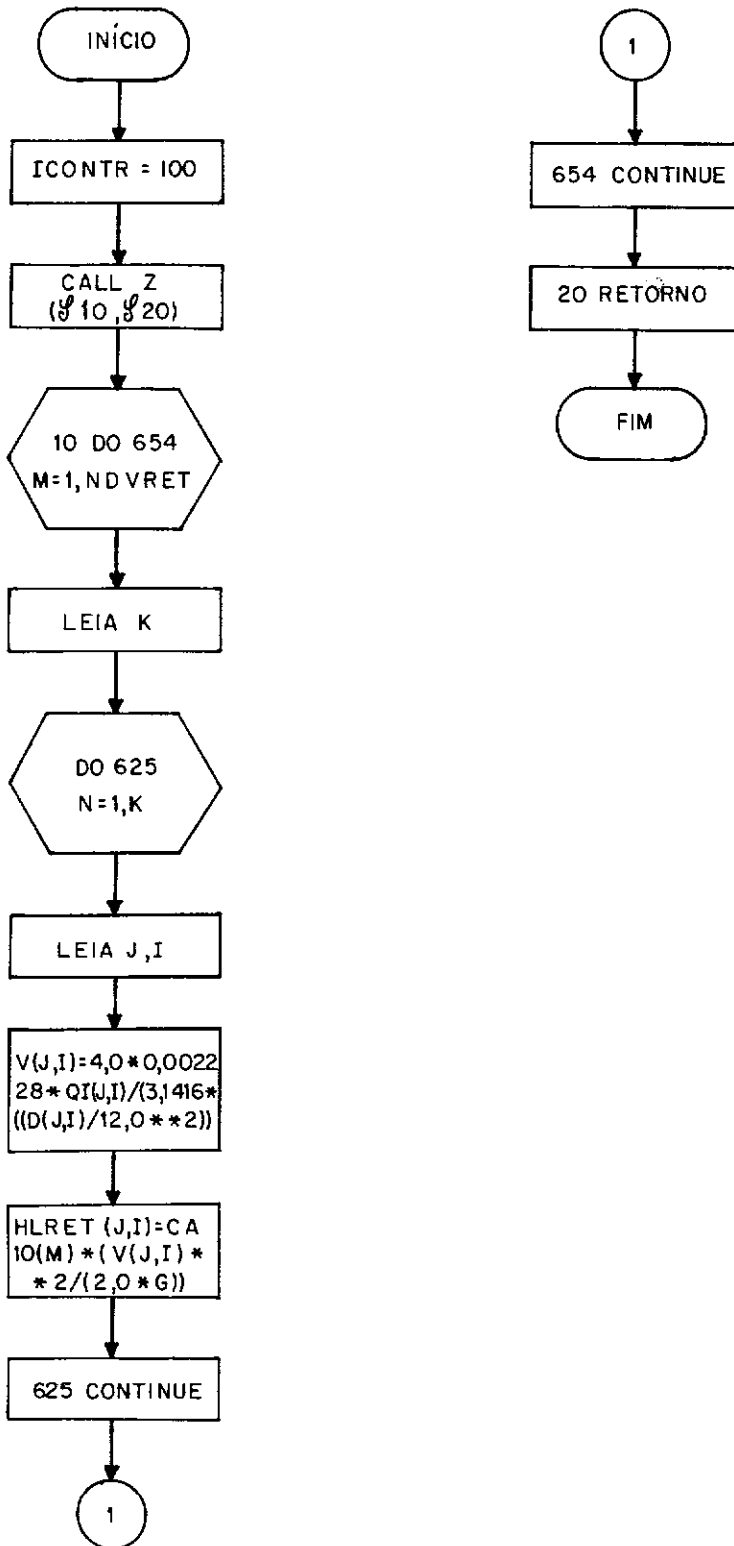 INÍCIO
ICONTR = 100
CALL Z
(&10,&20)
10 DO 654
M=1,NDVRET
LEIA K
DO 625
N=1,K
LEIA J,I
V(J,I)=4,0*0,0022
28*QI(J,I)/(3,1416*
((D(J,I)/12,0**2))
HLRET(J,I)=CA
10(M)*(V(J,I)*
*2/(2,0*G))
625 CONTINUE
1
1
654 CONTINUE
20 RETORNO
FIM